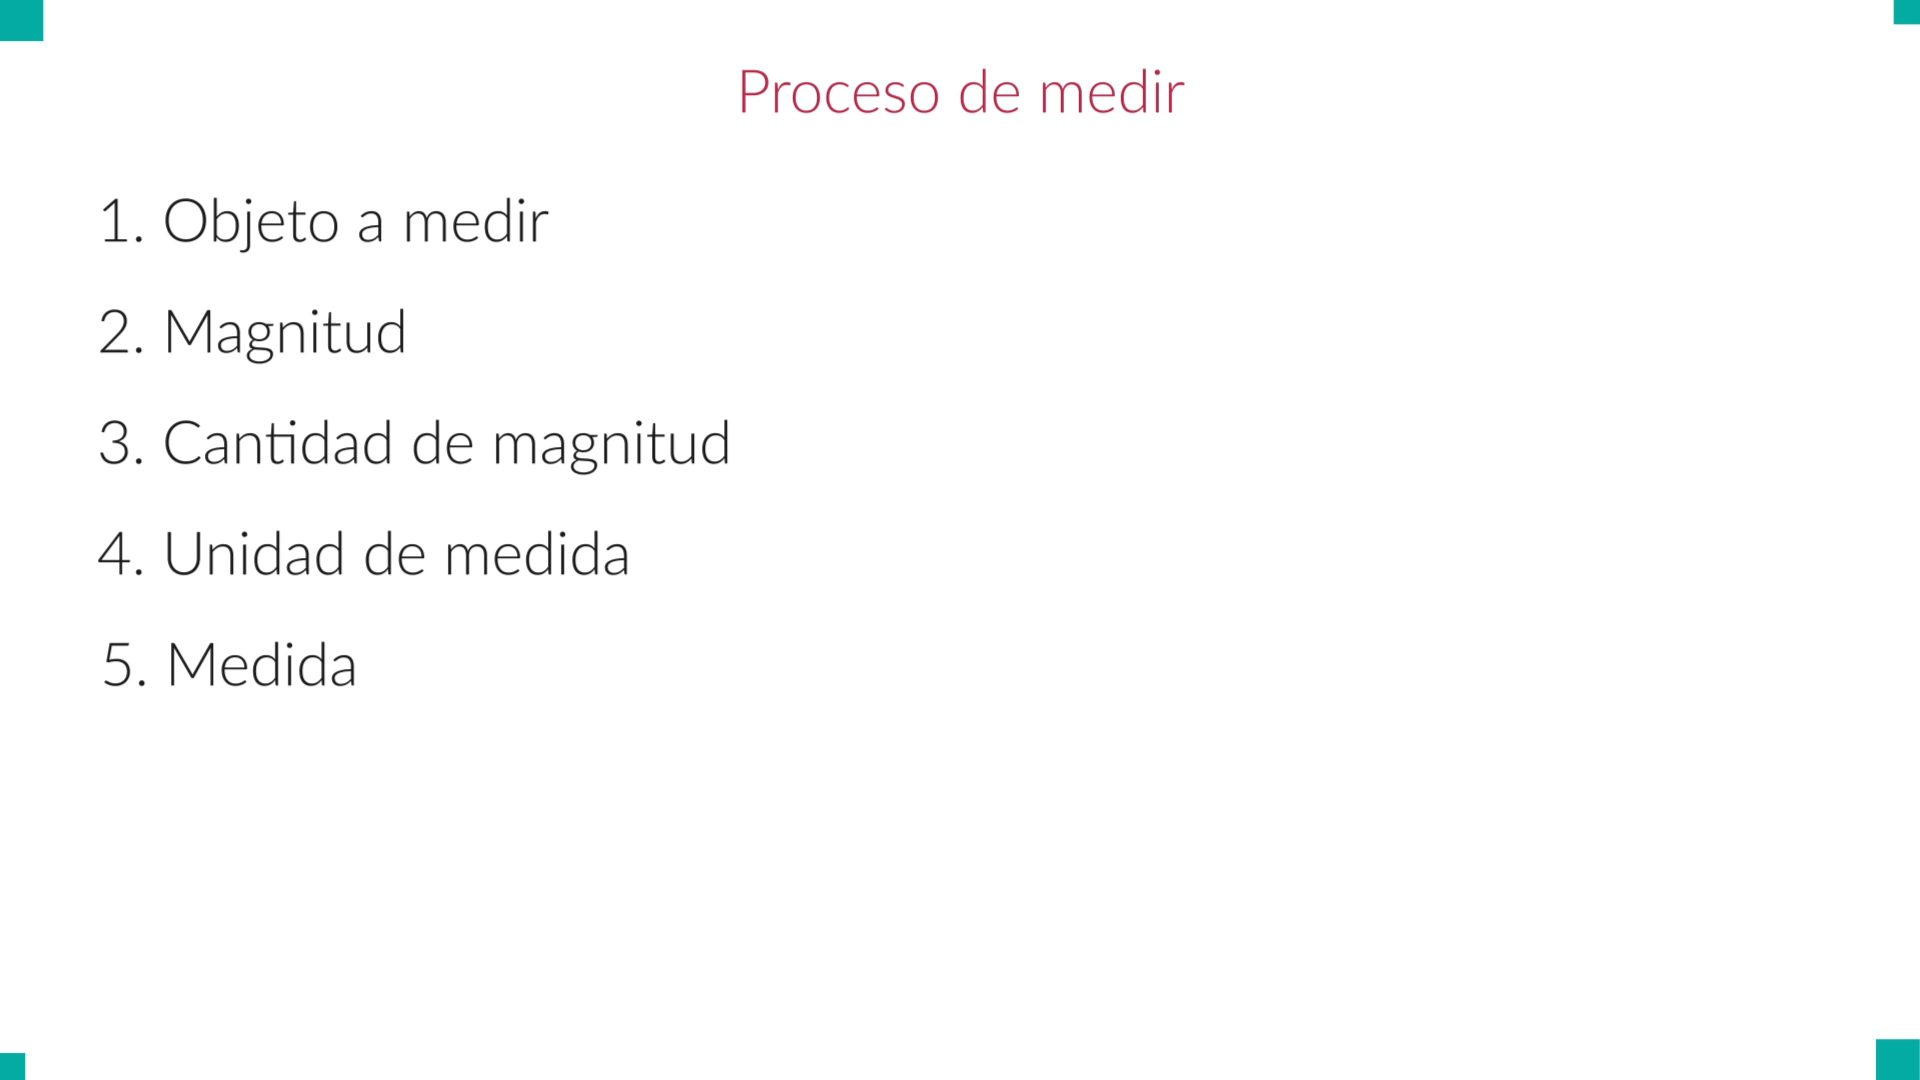 Proceso de medir
1. Objeto a medir
2. Magnitud
3. Cantidad de magnitud
4. Unidad de medida
5. Medida